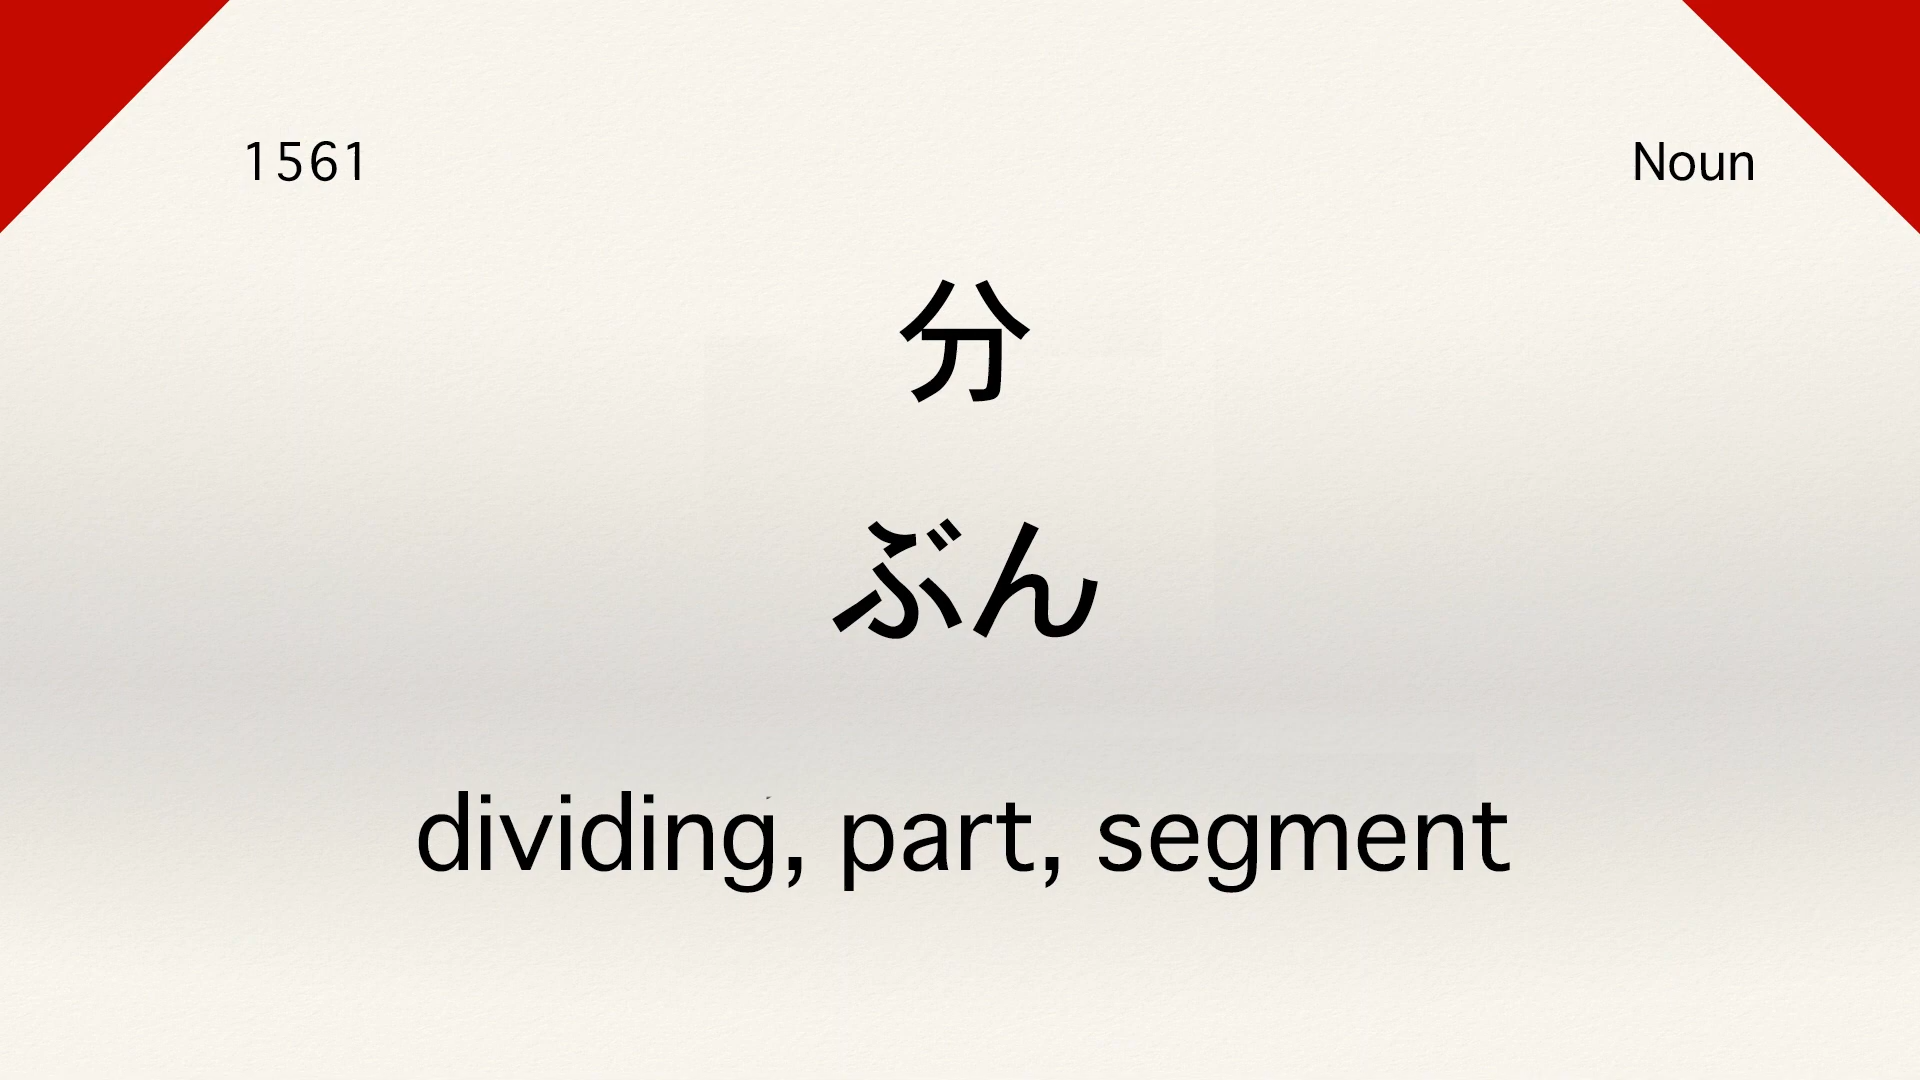 1561
Noun
分
ぶん
dividing, part, segment